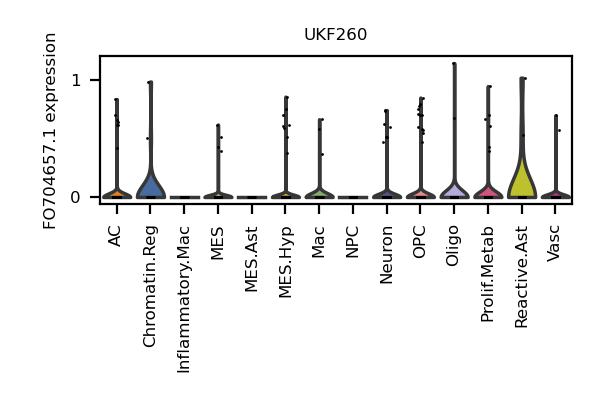 UKF260
FO704657.1 expression
1
0
AC
Chromatin.Reg
Inflammatory.Mac
MES
MES.Ast
MES.Hyp
Mac
NPC
Neuron
OPC
Oligo
Prolif.Metab
Reactive.Ast
Vasc